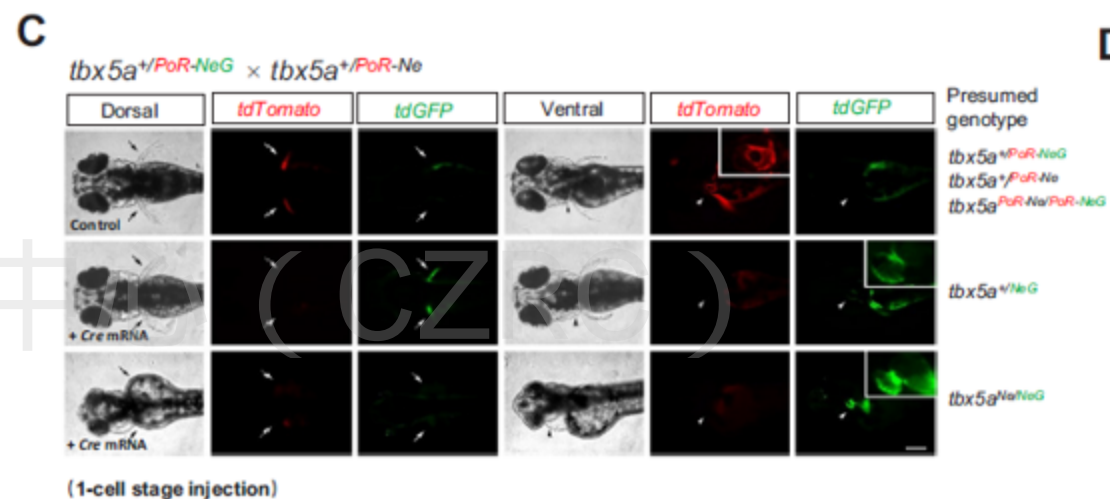 C
D
tbx5a+/PoR-NeG × tbx5a+/PoR-Ne
Dorsal tdTomato tdGFP Ventral tdTomato tdGFP
Presumed
genotype
tbx5a+/PoR-NeG
tbx5a+/PoR-Ne
tbx5aPoR-Ne/PoR-NeG
Control
tbx5a+/NeG
+ Cre mRNA
tbx5aNe/NeG
+ Cre mRNA
(1-cell stage injection)